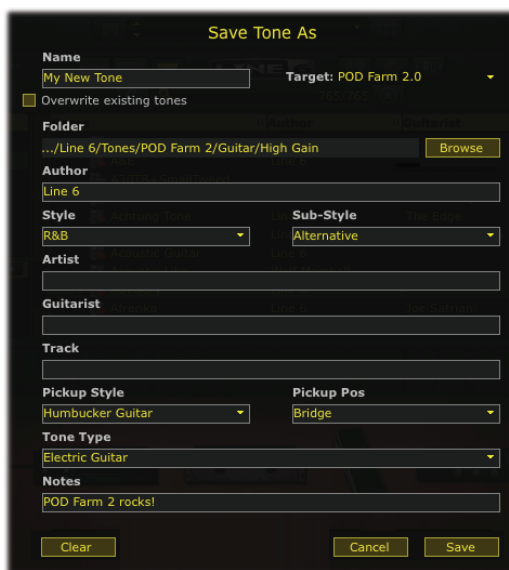 Save Tone As
Name
My New Tone
Target: POD Farm 2.0
Overwrite existing tones
Folder
.../Line 6/Tones/POD Farm 2/Guitar/High Gain
Browse
Author
Line 6
Style Sub-Style
R&B Alternative
Artist
Guitarist
Track
Pickup Style Pickup Pos
Humbucker Guitar Bridge
Tone Type
Electric Guitar
Notes
POD Farm 2 rocks!
Clear Cancel Save